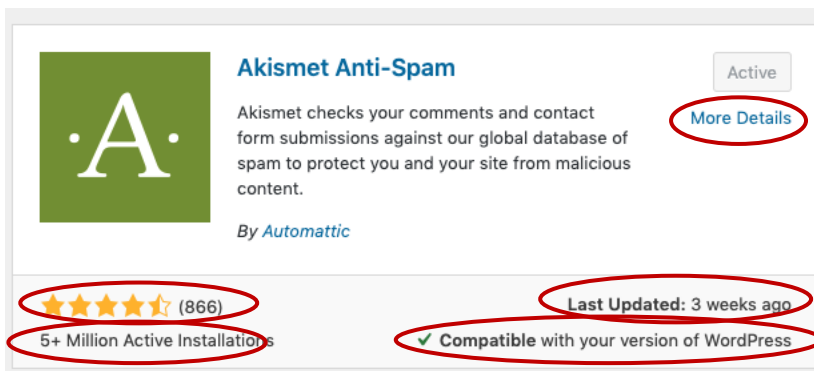 ·A·
Akismet Anti-Spam
Active
More Details
Akismet checks your comments and contact
form submissions against our global database of
spam to protect you and your site from malicious
content.
By Automattic
(866)
Last Updated: 3 weeks ago
5+ Million Active Installations
✔ Compatible with your version of WordPress